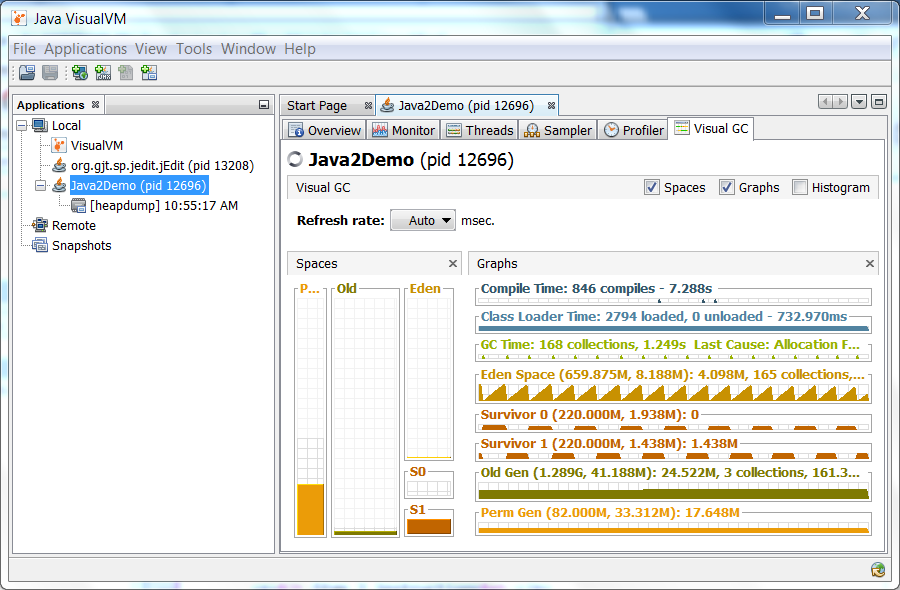 Java VisualVM
File Applications View Tools Window Help
Applications
Local
VisualVM
org.gjt.sp.jedit.jEdit (pid 13208)
Java2Demo (pid 12696)
[heapdump] 10:55:17 AM
Remote
Snapshots
Start Page Java2Demo (pid 12696)
Overview Monitor Threads Sampler Profiler Visual GC
Java2Demo (pid 12696)
Visual GC Spaces Graphs Histogram
Refresh rate: Auto msec.
Spaces
P... Old Eden
S0
S1
Graphs
Compile Time: 846 compiles - 7.288s
Class Loader Time: 2794 loaded, 0 unloaded - 732.970ms
GC Time: 168 collections, 1.249s Last Cause: Allocation F...
Eden Space (659.875M, 8.188M): 4.098M, 165 collections,...
Survivor 0 (220.000M, 1.938M): 0
Survivor 1 (220.000M, 1.438M): 1.438M
Old Gen (1.289G, 41.188M): 24.522M, 3 collections, 161.3...
Perm Gen (82.000M, 33.312M): 17.648M